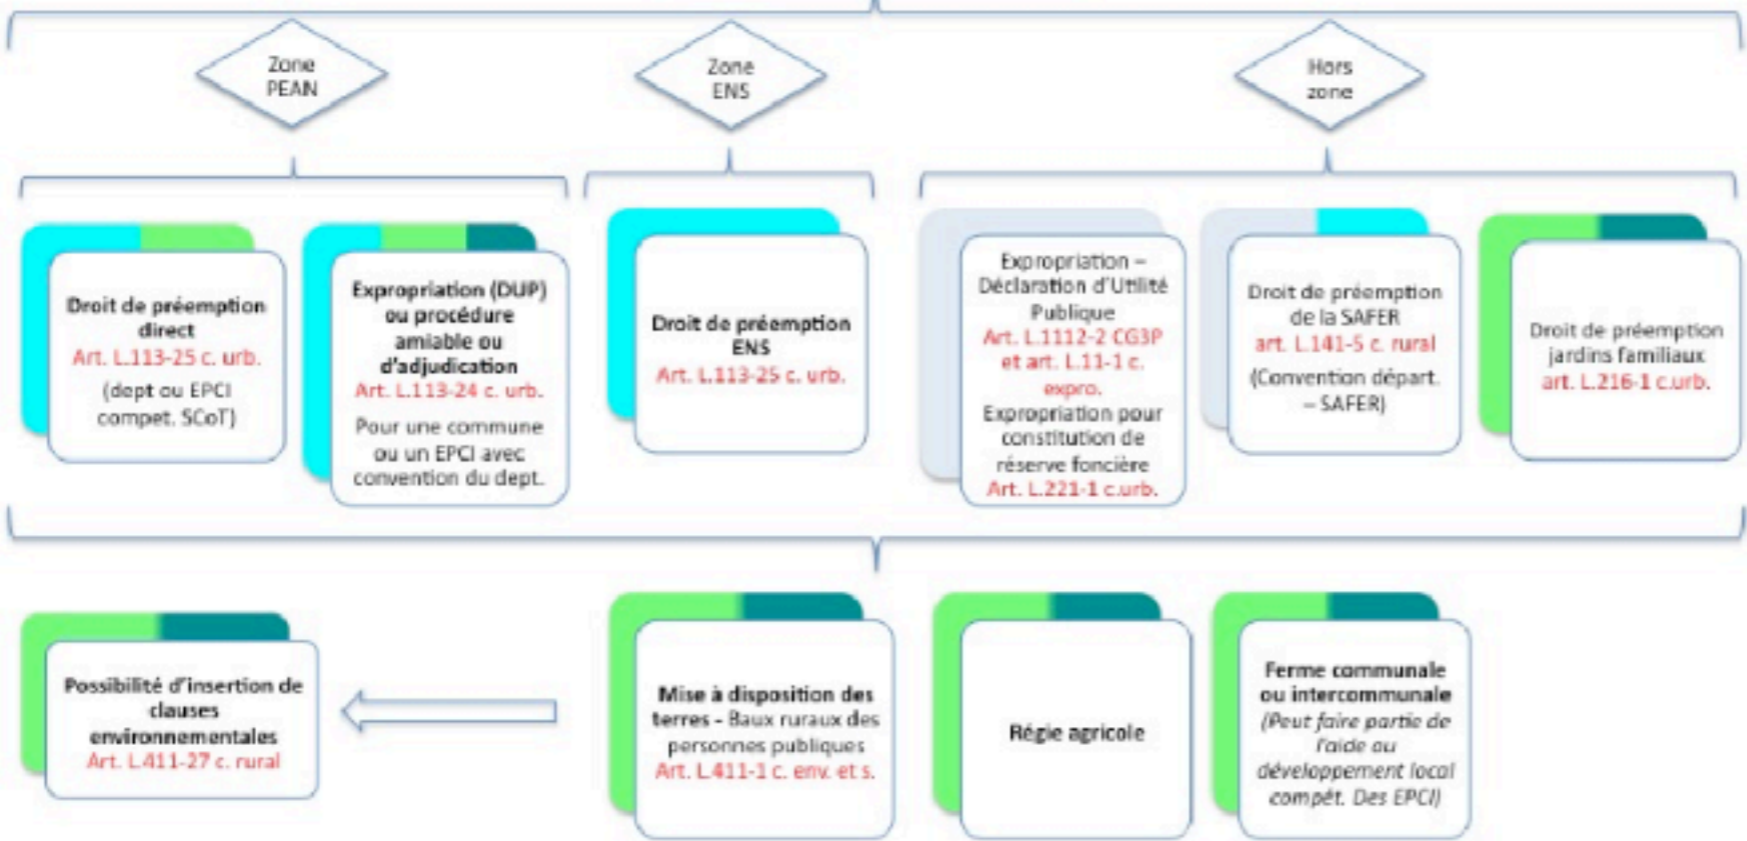 Zone
PEAN
Zone
ENS
Hors
zone
Droit de préemption
direct
Art. L.113-25 c. urb.
(dept ou EPCI
compet. SCoT)
Expropriation (DUP)
ou procédure
amiable ou
d'adjudication
Art. L.113-24 c. urb.
Pour une commune
ou un EPCI avec
convention du dept.
Droit de préemption
ENS
Art. L.113-25 c. urb.
Expropriation –
Déclaration d'Utilité
Publique
Art. L.1112-2 CG3P
et art. L.11-1 c.
expro.
Expropriation pour
constitution de
réserve foncière
Art. L.221-1 c.urb.
Droit de préemption
de la SAFER
art. L.141-5 c. rural
(Convention départ.
– SAFER)
Droit de préemption
jardins familiaux
art. L.216-1 c.urb.
Possibilité d'insertion de
clauses
environnementales
Art. L.411-27 c. rural
Mise à disposition des
terres - Baux ruraux des
personnes publiques
Art. L.411-1 c. env. et s.
Régie agricole
Ferme communale
ou intercommunale
(Peut faire partie de
l'aide au
développement local
compét. Des EPCI)